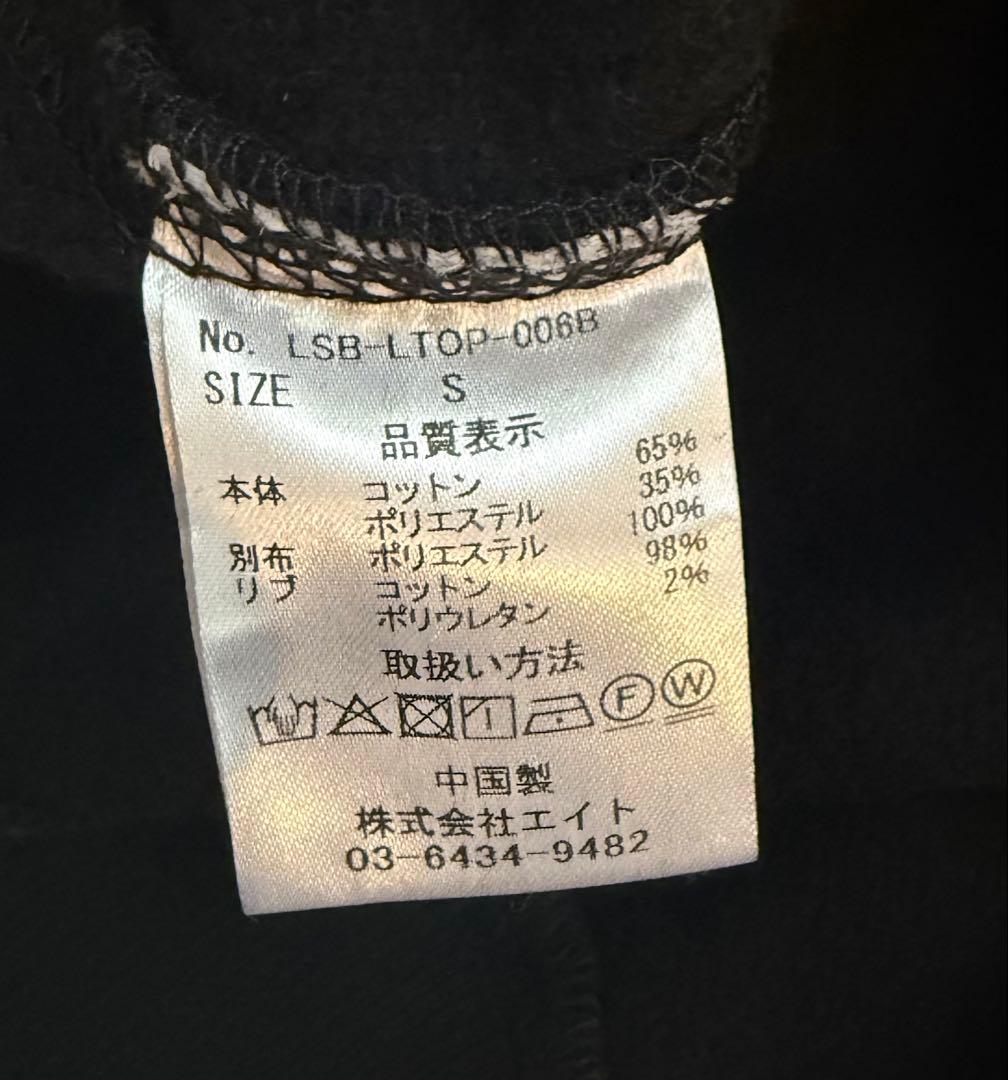 No. LSB-LTOP-006B
SIZE S
品質表示
本体 コットン 65%
ポリエステル 35%
別布 ポリエステル 100%
リブ コットン 98%
ポリウレタン 2%
取扱い方法
F W
中国製
株式会社エイト
03-6434-9482